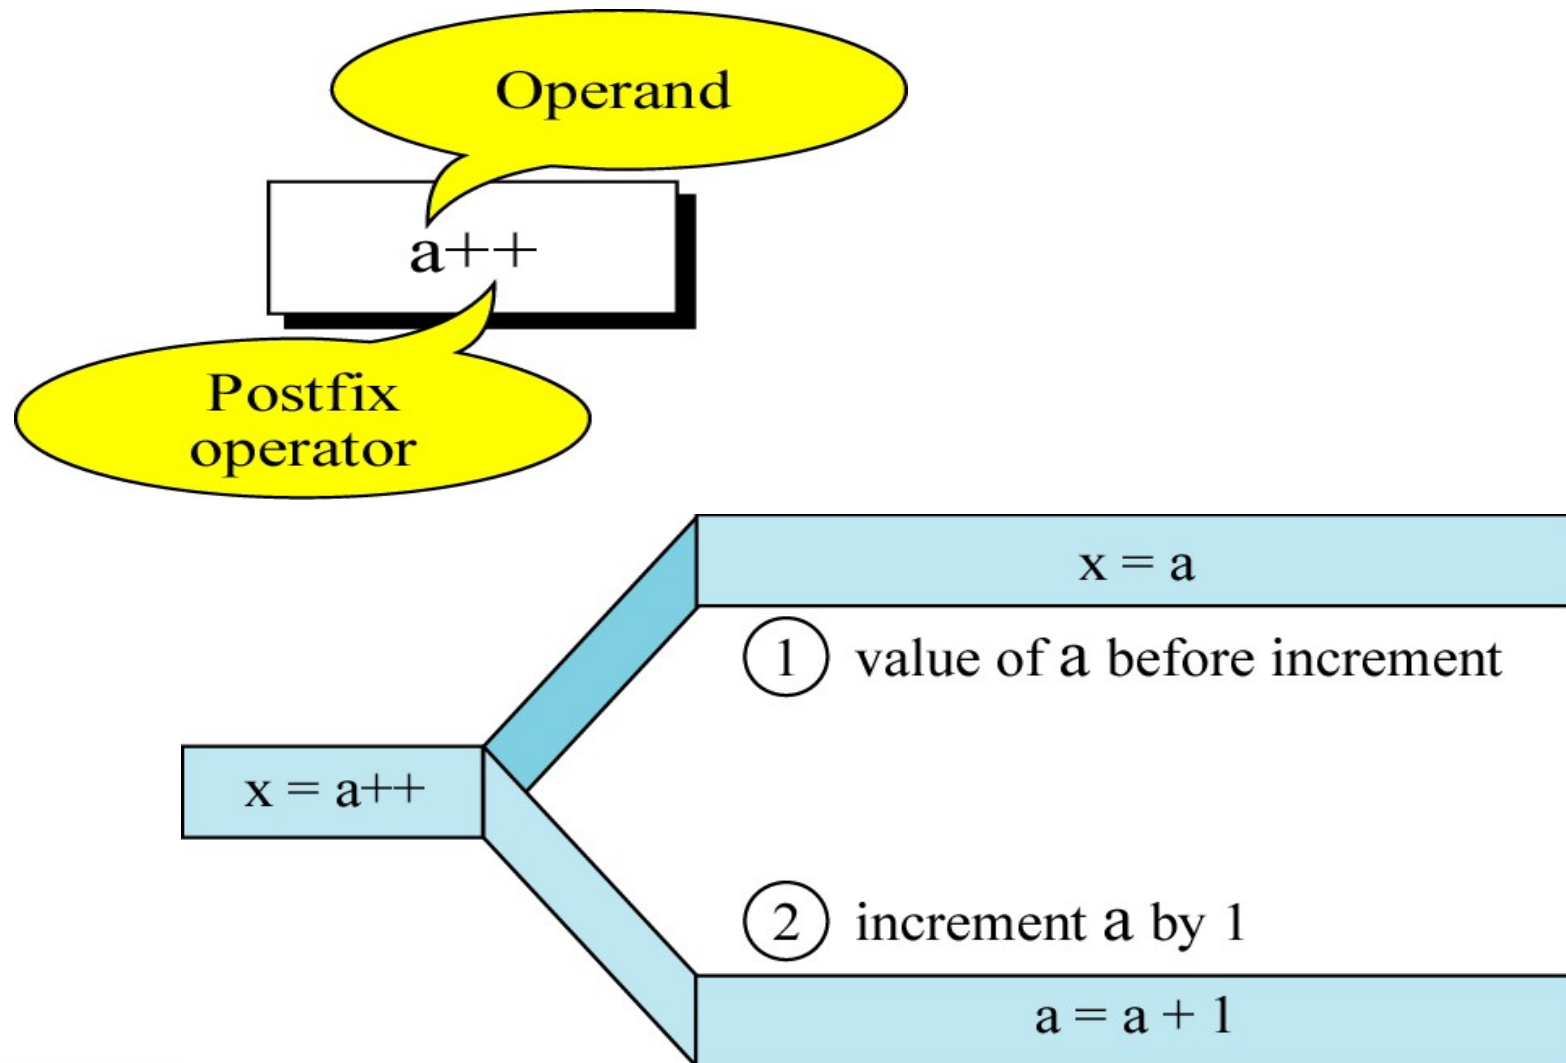 Operand
a++
Postfix
operator
x = a
1 value of a before increment
x = a++
2 increment a by 1
a = a + 1